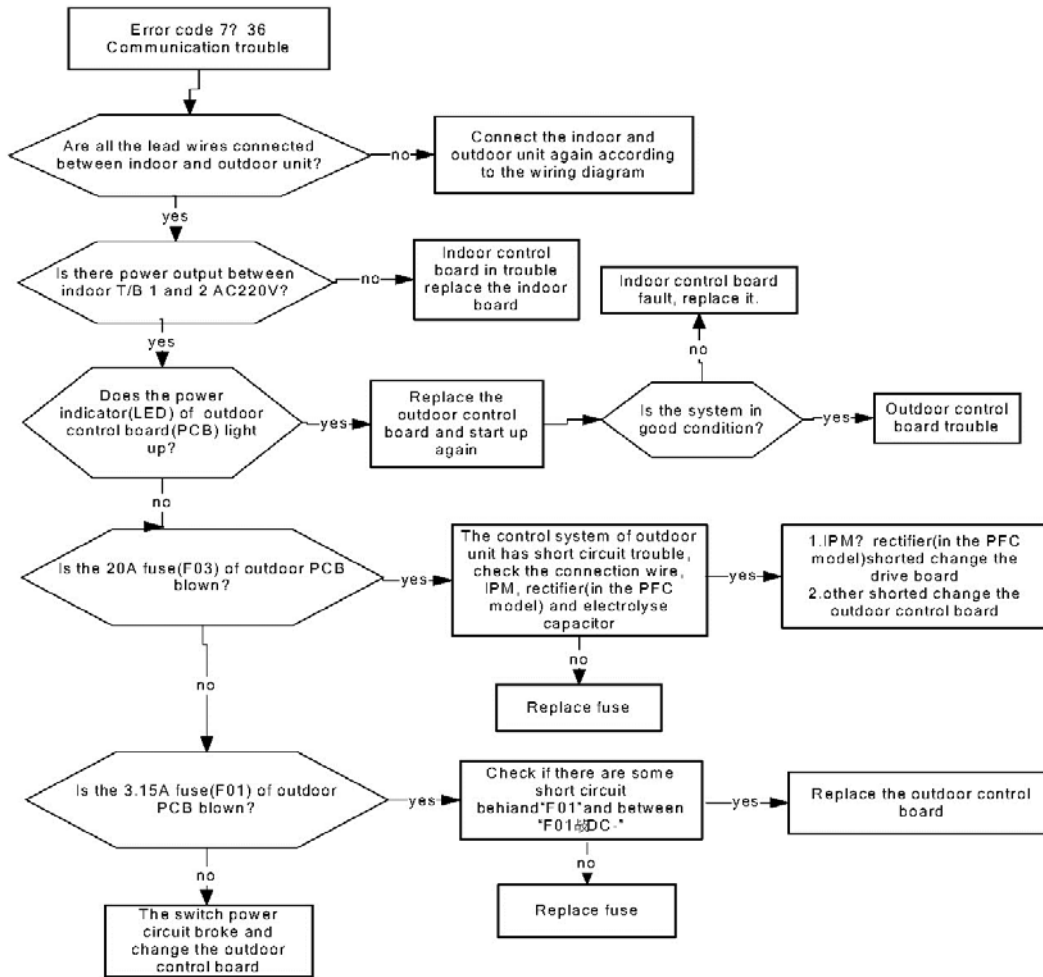 Error code 7? 36
Communication trouble
Are all the lead wires connected
between indoor and outdoor unit?
no
Connect the indoor and
outdoor unit again according
to the wiring diagram
yes
Is there power output between
indoor T/B 1 and 2 AC220V?
no
Indoor control
board in trouble
replace the indoor
board
Indoor control board
fault, replace it.
yes
no
Does the power
indicator(LED) of outdoor
control board(PCB) light
up?
yes
Replace the
outdoor control
board and start up
again
Is the system in
good condition?
yes
Outdoor control
board trouble
no
Is the 20A fuse(F03) of outdoor PCB
blown?
yes
The control system of outdoor
unit has short circuit trouble,
check the connection wire,
IPM, rectifier(in the PFC
model) and electrolyse
capacitor
yes
1.IPM? rectifier(in the PFC
model)shorted change the
drive board
2.other shorted change the
outdoor control board
no
Replace fuse
no
Is the 3.15A fuse(F01) of outdoor
PCB blown?
yes
Check if there are some
short circuit
behiand"F01"and between
"F01 DC-"
yes
Replace the outdoor control
board
no
Replace fuse
no
The switch power
circuit broke and
change the outdoor
control board